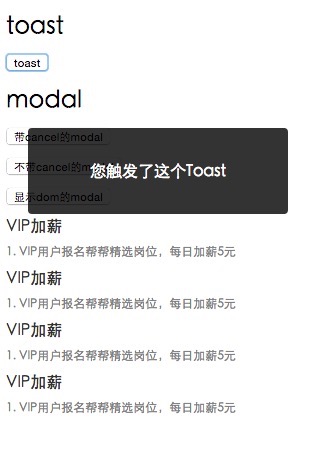 toast
toast
modal
带cancel的modal
不带cancel的modal
您触发了这个Toast
显示dom的modal
VIP加薪
1. VIP用户报名帮帮精选岗位，每日加薪5元
VIP加薪
1. VIP用户报名帮帮精选岗位，每日加薪5元
VIP加薪
1. VIP用户报名帮帮精选岗位，每日加薪5元
VIP加薪
1. VIP用户报名帮帮精选岗位，每日加薪5元